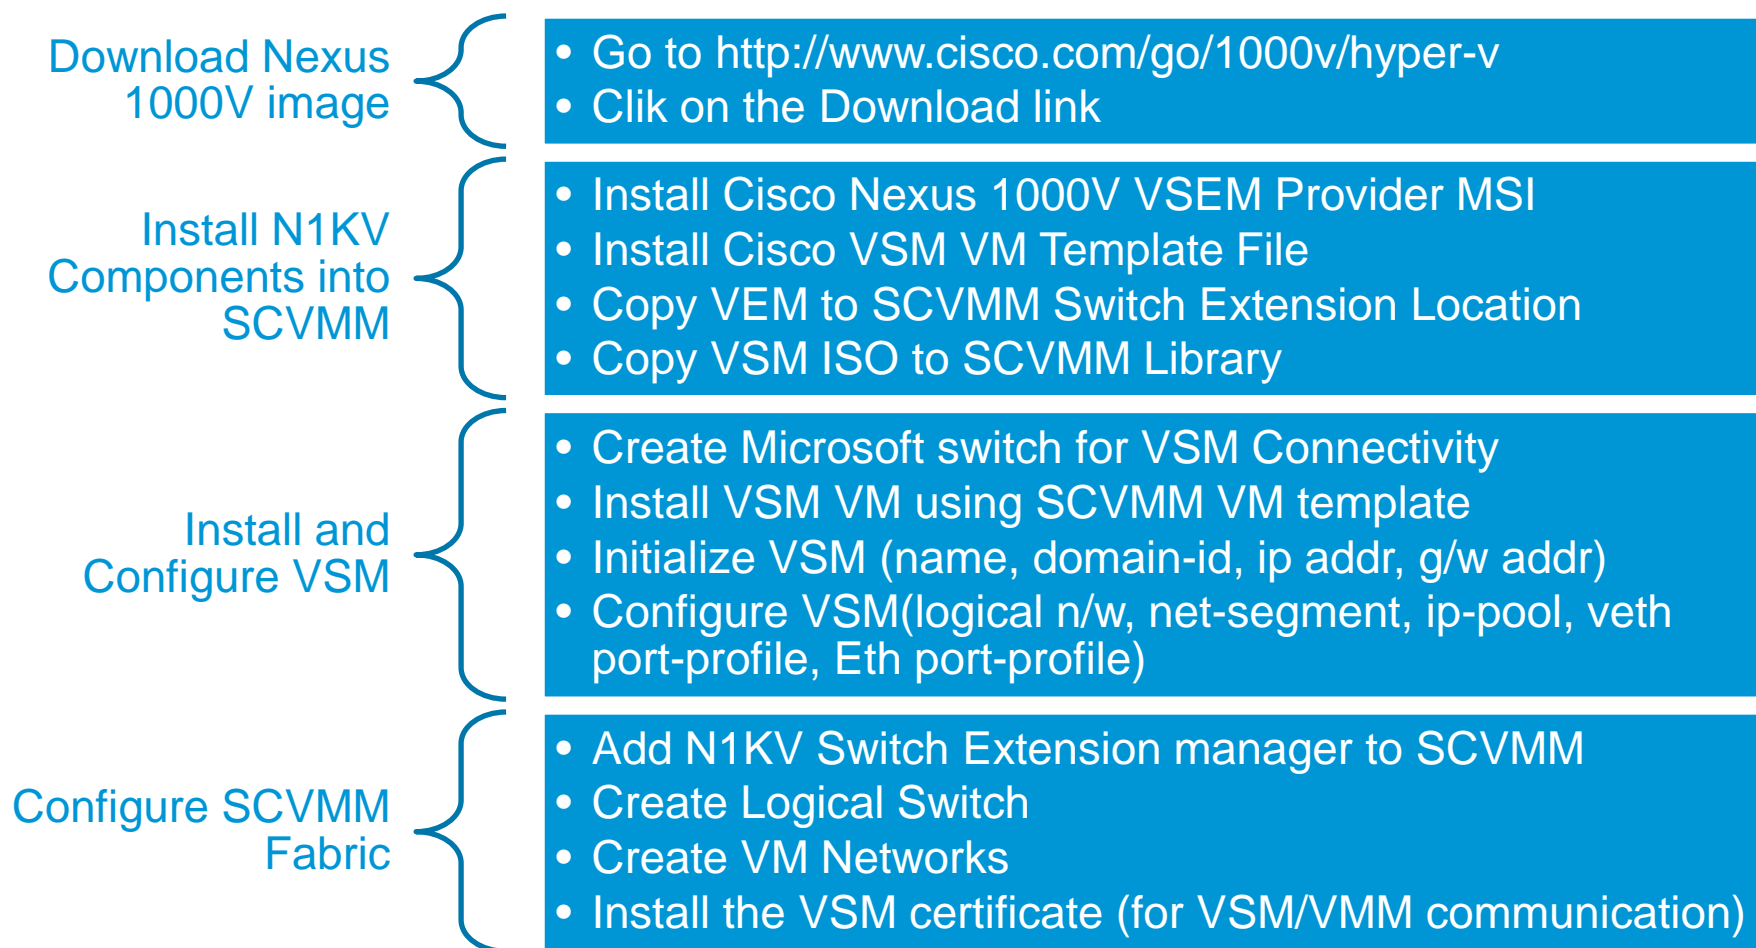 Download Nexus
1000V image
• Go to http://www.cisco.com/go/1000v/hyper-v
• Clik on the Download link
Install N1KV
Components into
SCVMM
• Install Cisco Nexus 1000V VSEM Provider MSI
• Install Cisco VSM VM Template File
• Copy VEM to SCVMM Switch Extension Location
• Copy VSM ISO to SCVMM Library
Install and
Configure VSM
• Create Microsoft switch for VSM Connectivity
• Install VSM VM using SCVMM VM template
• Initialize VSM (name, domain-id, ip addr, g/w addr)
• Configure VSM(logical n/w, net-segment, ip-pool, veth
port-profile, Eth port-profile)
Configure SCVMM
Fabric
• Add N1KV Switch Extension manager to SCVMM
• Create Logical Switch
• Create VM Networks
• Install the VSM certificate (for VSM/VMM communication)